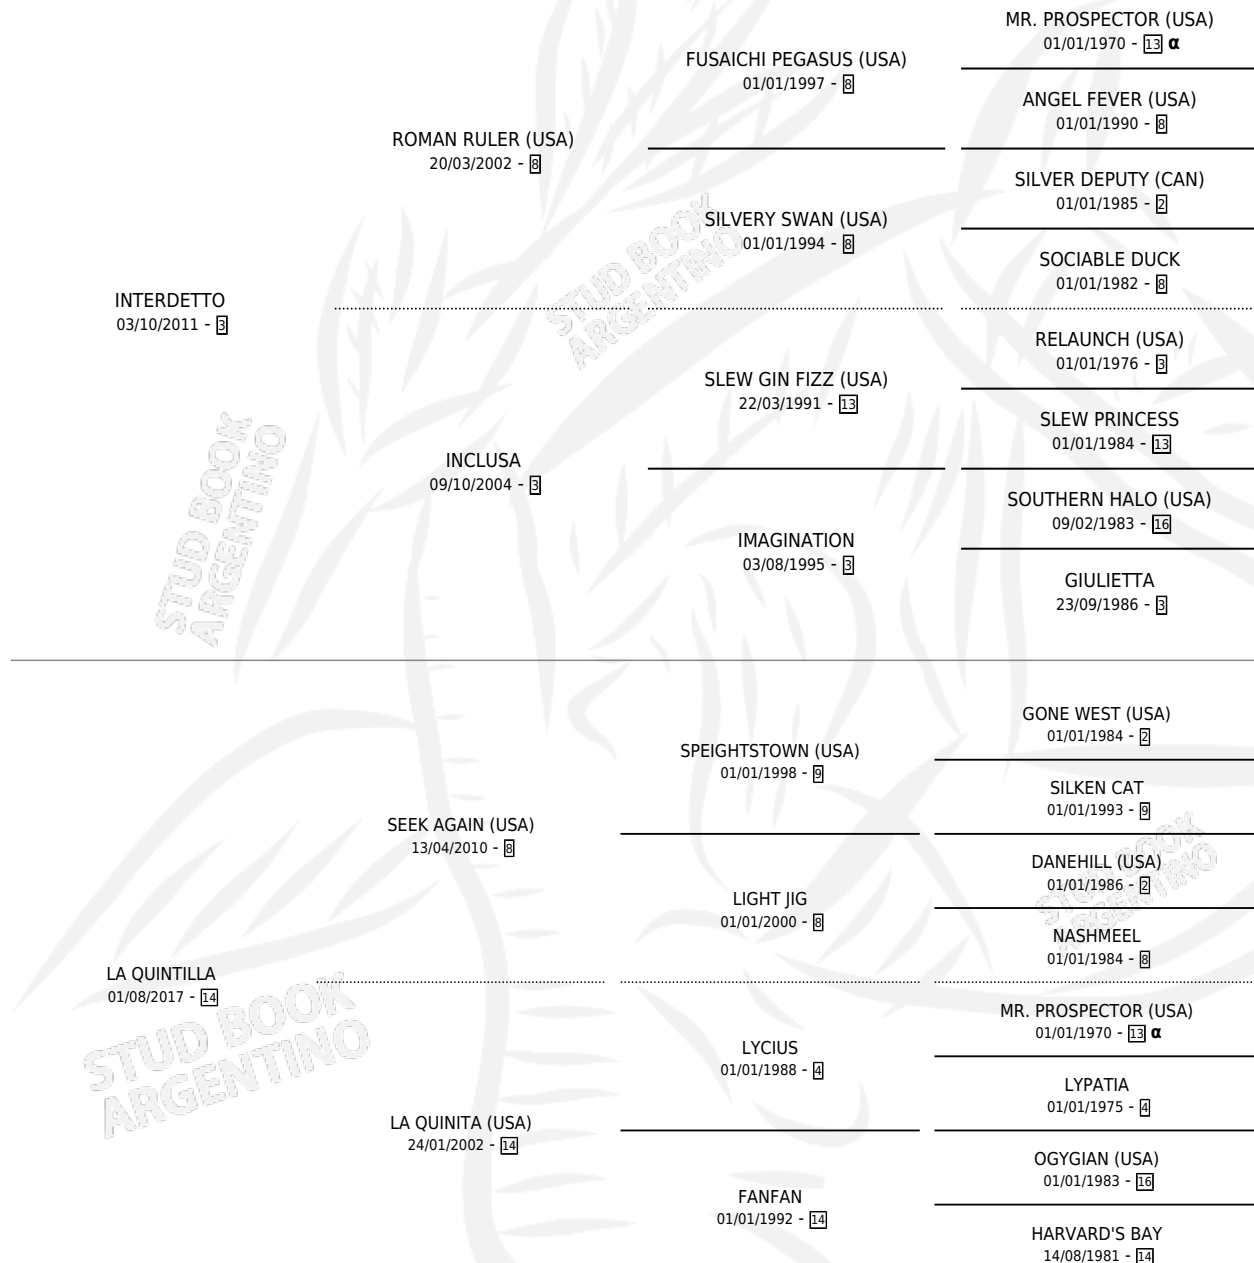 MR. PROSPECTOR (USA)
01/01/1970 - 13 α
FUSAICHI PEGASUS (USA)
01/01/1997 - 8
ANGEL FEVER (USA)
01/01/1990 - 8
ROMAN RULER (USA)
20/03/2002 - 8
SILVER DEPUTY (CAN)
01/01/1985 - 2
SILVERY SWAN (USA)
01/01/1994 - 8
SOCIABLE DUCK
01/01/1982 - 8
INTERDETTO
03/10/2011 - 3
RELAUNCH (USA)
01/01/1976 - 3
SLEW GIN FIZZ (USA)
22/03/1991 - 13
SLEW PRINCESS
01/01/1984 - 13
INCLUSA
09/10/2004 - 3
SOUTHERN HALO (USA)
09/02/1983 - 16
IMAGINATION
03/08/1995 - 3
GIULIETTA
23/09/1986 - 3
GONE WEST (USA)
01/01/1984 - 2
SPEIGHTSTOWN (USA)
01/01/1998 - 9
SILKEN CAT
01/01/1993 - 9
SEEK AGAIN (USA)
13/04/2010 - 8
DANEHILL (USA)
01/01/1986 - 2
LIGHT JIG
01/01/2000 - 8
NASHMEEL
01/01/1984 - 8
LA QUINTILLA
01/08/2017 - 14
MR. PROSPECTOR (USA)
01/01/1970 - 13 α
LYCIUS
01/01/1988 - 4
LYPATIA
01/01/1975 - 4
LA QUINITA (USA)
24/01/2002 - 14
OGYGIAN (USA)
01/01/1983 - 16
FANFAN
01/01/1992 - 14
HARVARD'S BAY
14/08/1981 - 14
STUD BOOK
ARGENTINO
STUD BOOK
ARGENTINO
STUD BOOK
ARGENTINO
STUD BOOK
ARGENTINO